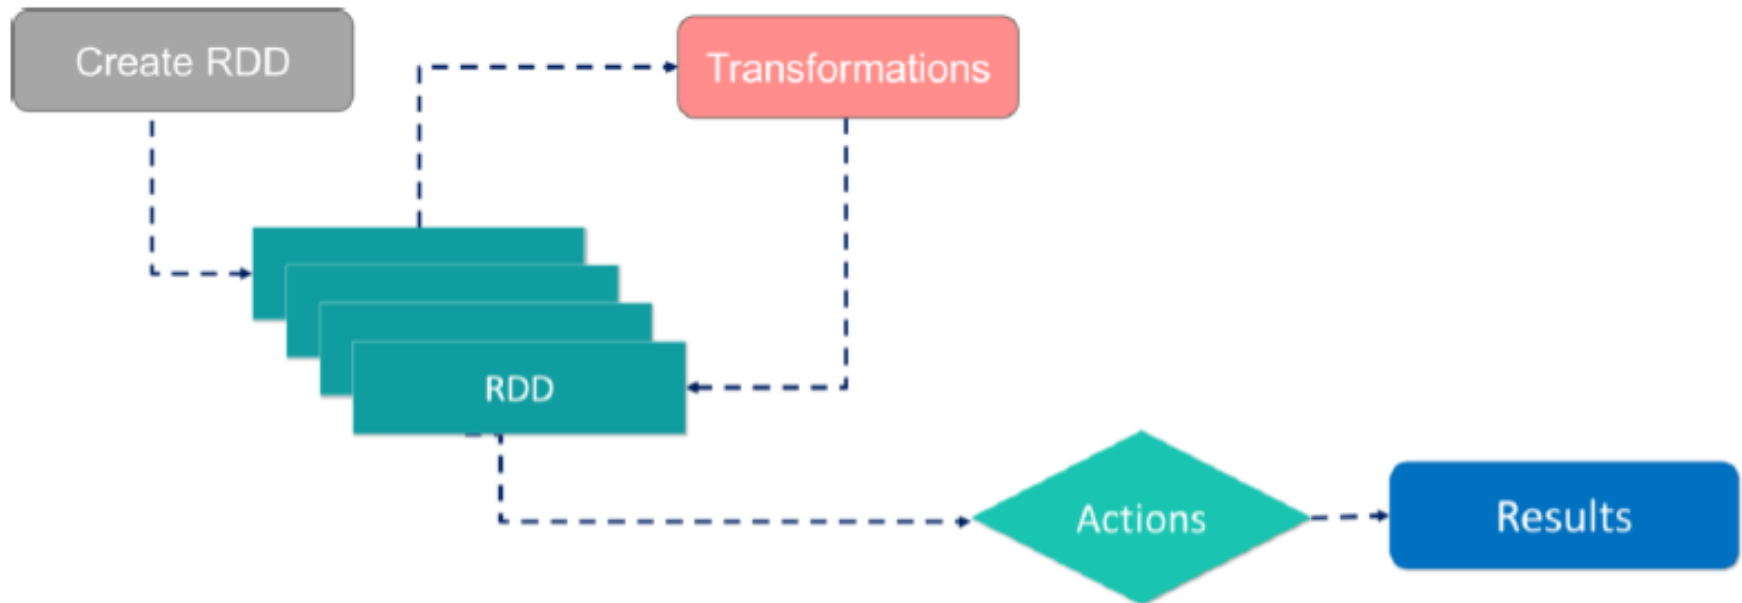 Create RDD
Transformations
RDD
Actions
Results